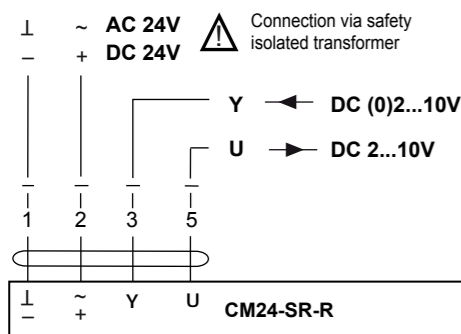 ⊥ ~ AC 24V
– + DC 24V
Connection via safety
isolated transformer
Y DC (0)2...10V
U DC 2...10V
1 2 3 5
⊥ ~ Y U CM24-SR-R
– +